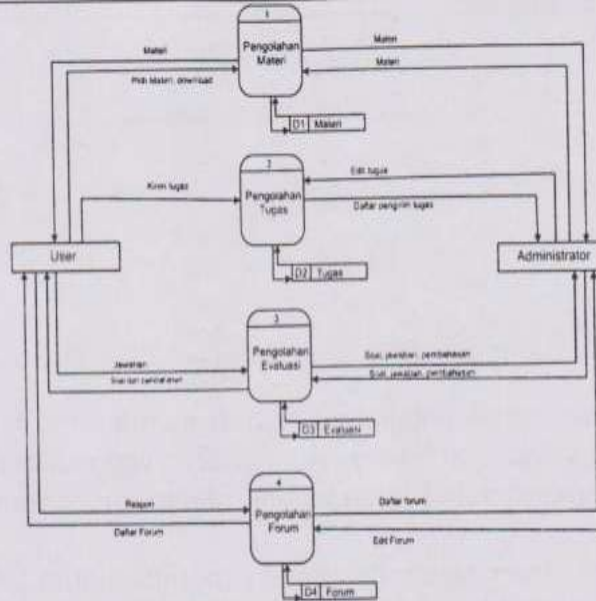 1
Pengolahan
Materi
Materi
Materi
Materi
Pilih Materi, download
D1 Materi
2
Pengolahan
Tugas
Kirim tugas
Edit tugas
Daftar pengirim tugas
D2 Tugas
User
Administrator
3
Pengolahan
Evaluasi
Jawaban
Soal, jawaban, pembahasan
Soal, jawaban, pembahasan
D3 Evaluasi
4
Pengolahan
Forum
Respon
Daftar forum
Daftar Forum
Edit Forum
D4 Forum